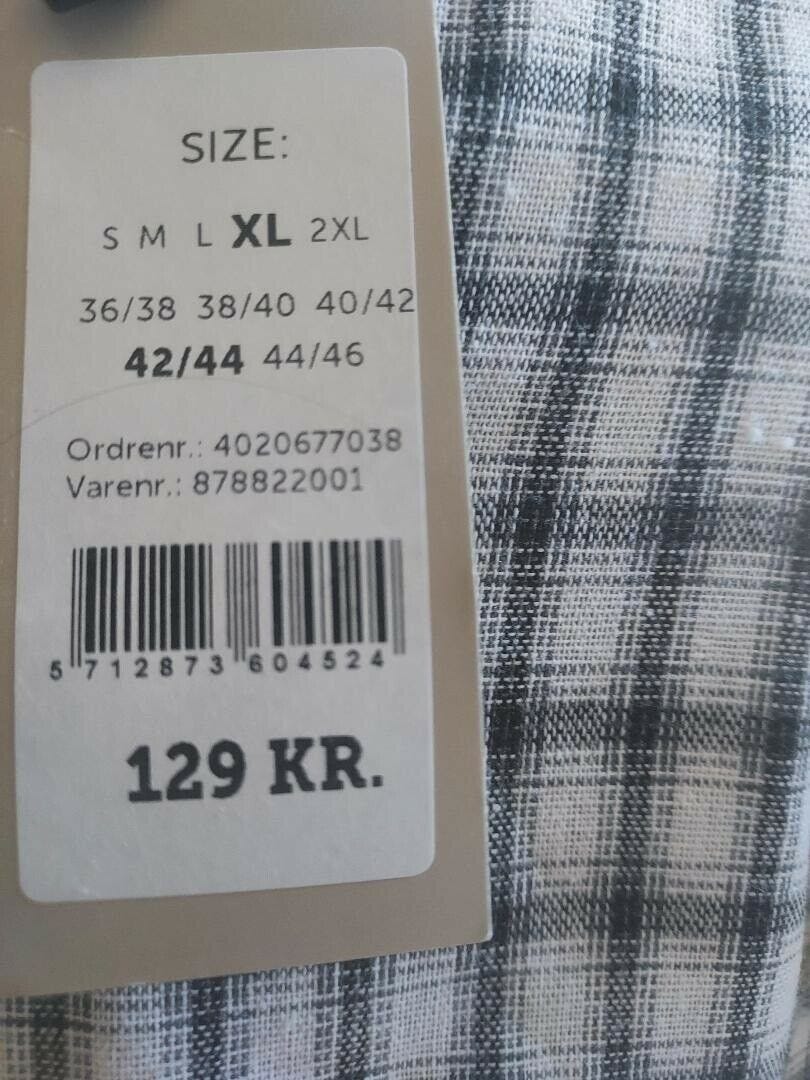 SIZE:
S M L XL 2XL
36/38 38/40 40/42
42/44 44/46
Ordrenr.: 4020677038
Varenr.: 878822001
5 712873 604524
129 KR.